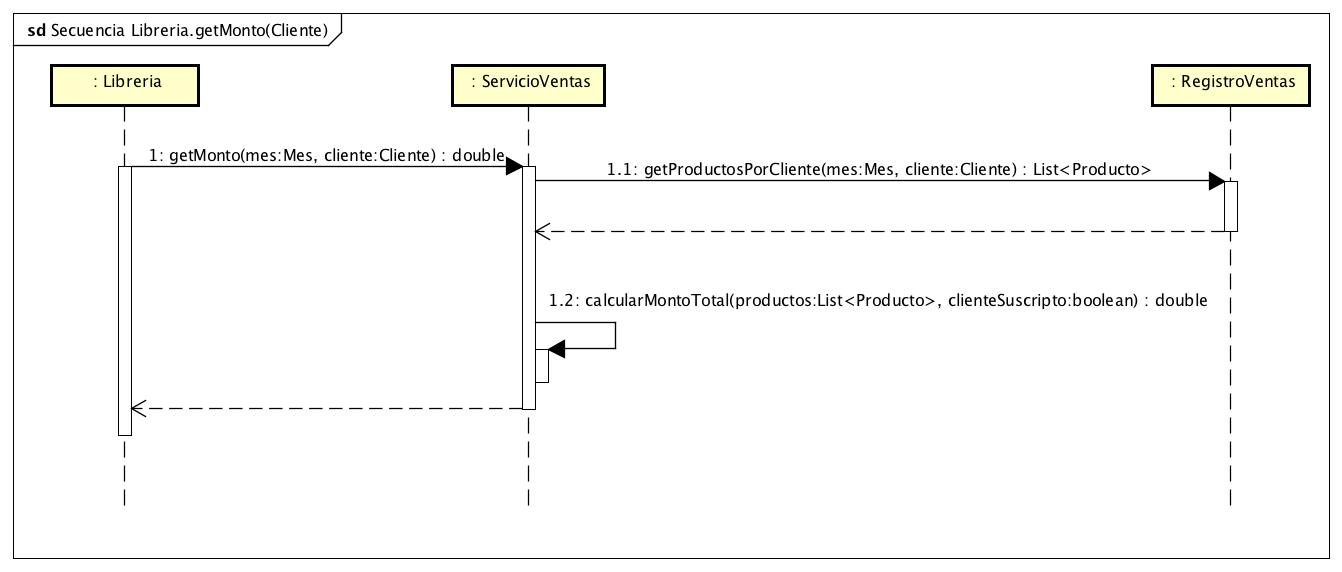 sd Secuencia Libreria.getMonto(Cliente)
: Libreria
: ServicioVentas
: RegistroVentas
1: getMonto(mes:Mes, cliente:Cliente) : double
1.1: getProductosPorCliente(mes:Mes, cliente:Cliente) : List<Producto>
1.2: calcularMontoTotal(productos:List<Producto>, clienteSuscripto:boolean) : double